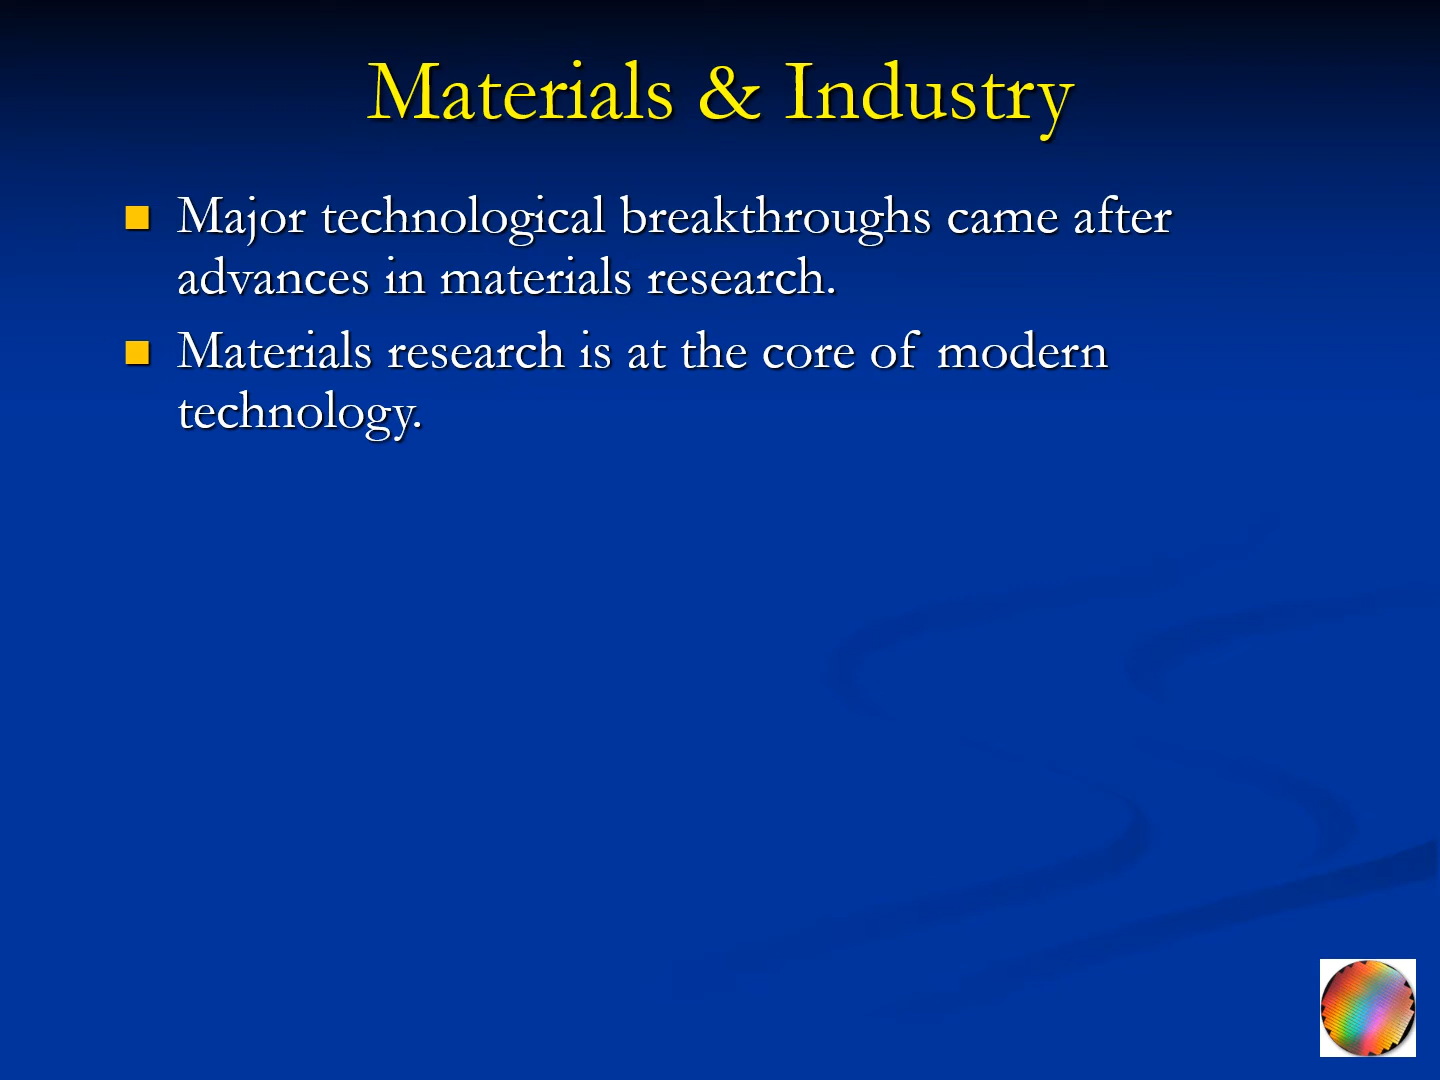 Materials & Industry
Major technological breakthroughs came after
advances in materials research.
Materials research is at the core of modern
technology.